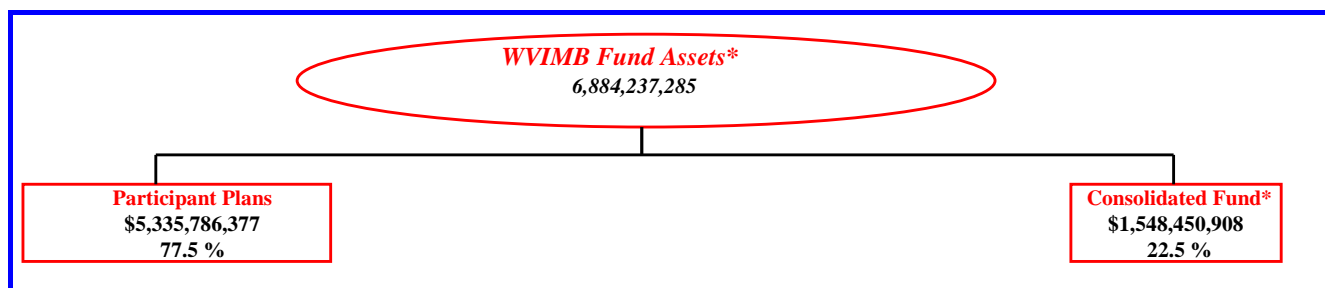 WVIMB Fund Assets*
6,884,237,285
Participant Plans
$5,335,786,377
77.5 %
Consolidated Fund*
$1,548,450,908
22.5 %